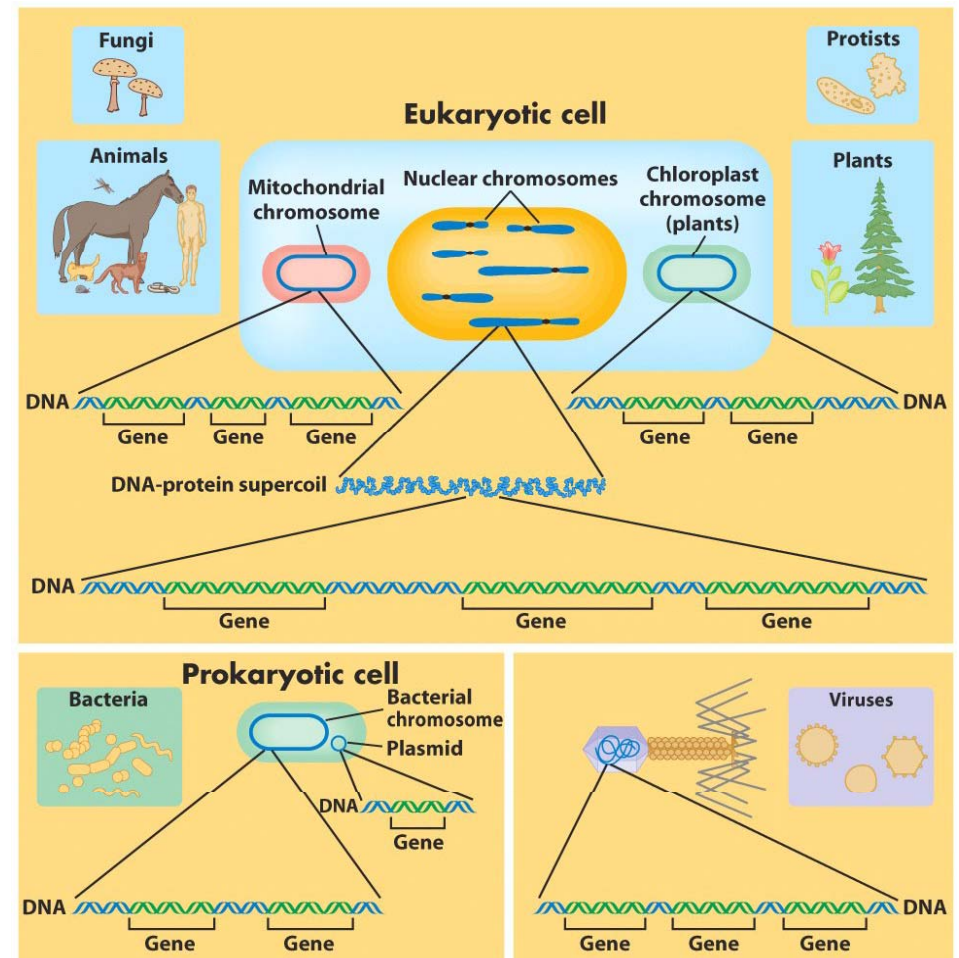 Fungi
Protists
Eukaryotic cell
Animals
Plants
Mitochondrial
chromosome
Nuclear chromosomes
Chloroplast
chromosome
(plants)
DNA
Gene
Gene
Gene
Gene
Gene
DNA
DNA-protein supercoil
DNA
Gene
Gene
Gene
Prokaryotic cell
Bacteria
Bacterial
chromosome
Plasmid
DNA
Gene
DNA
Gene
Gene
Viruses
DNA
Gene
Gene
Gene